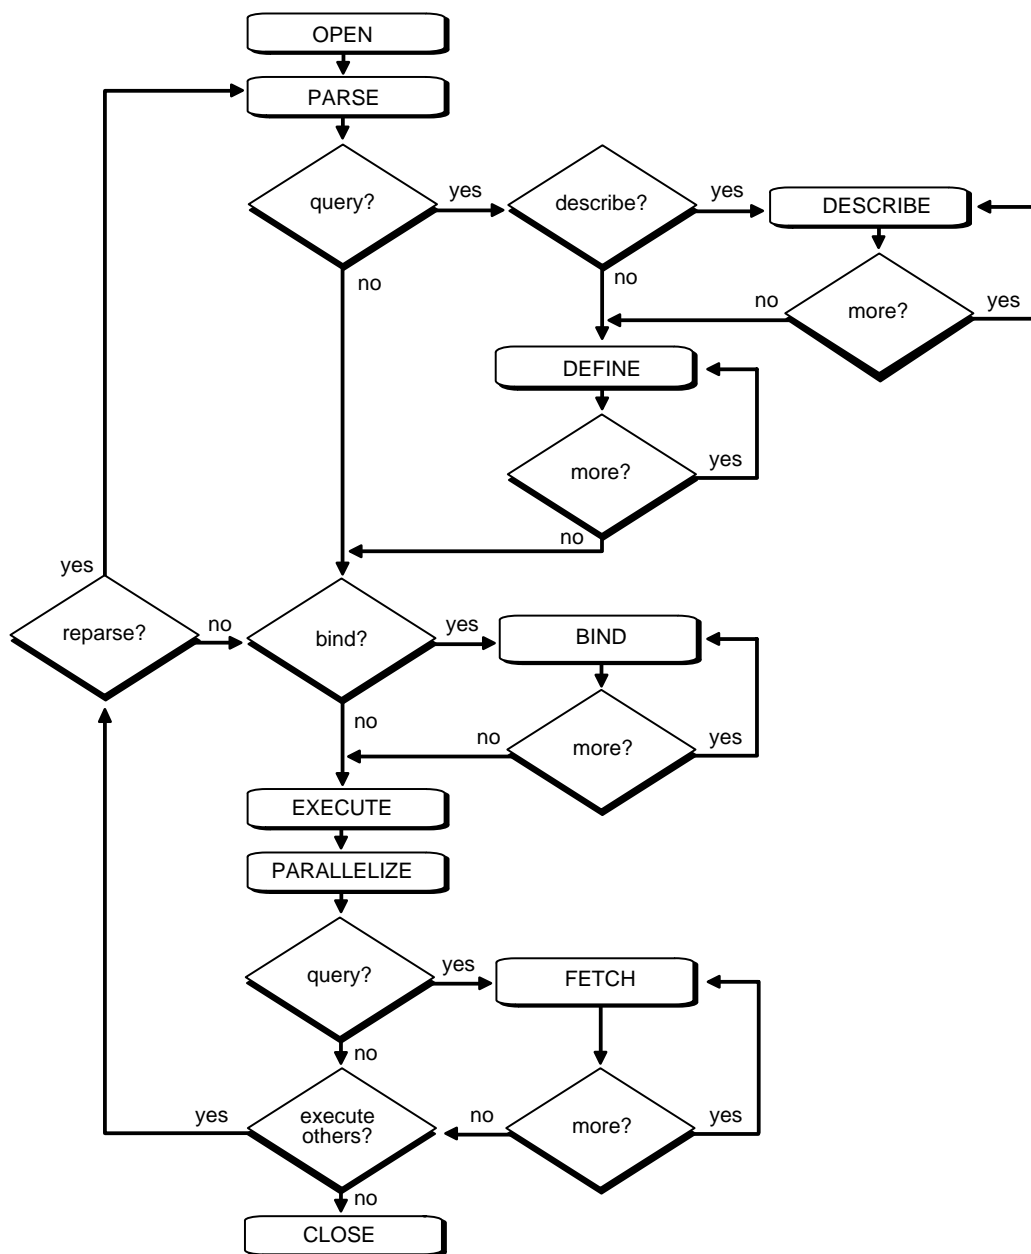 OPEN
PARSE
query?
yes
describe?
yes
DESCRIBE
no
no
no
more?
yes
DEFINE
more?
yes
no
yes
reparse?
no
bind?
yes
BIND
no
no
more?
yes
EXECUTE
PARALLELIZE
query?
yes
FETCH
no
yes
execute
others?
no
more?
yes
no
CLOSE